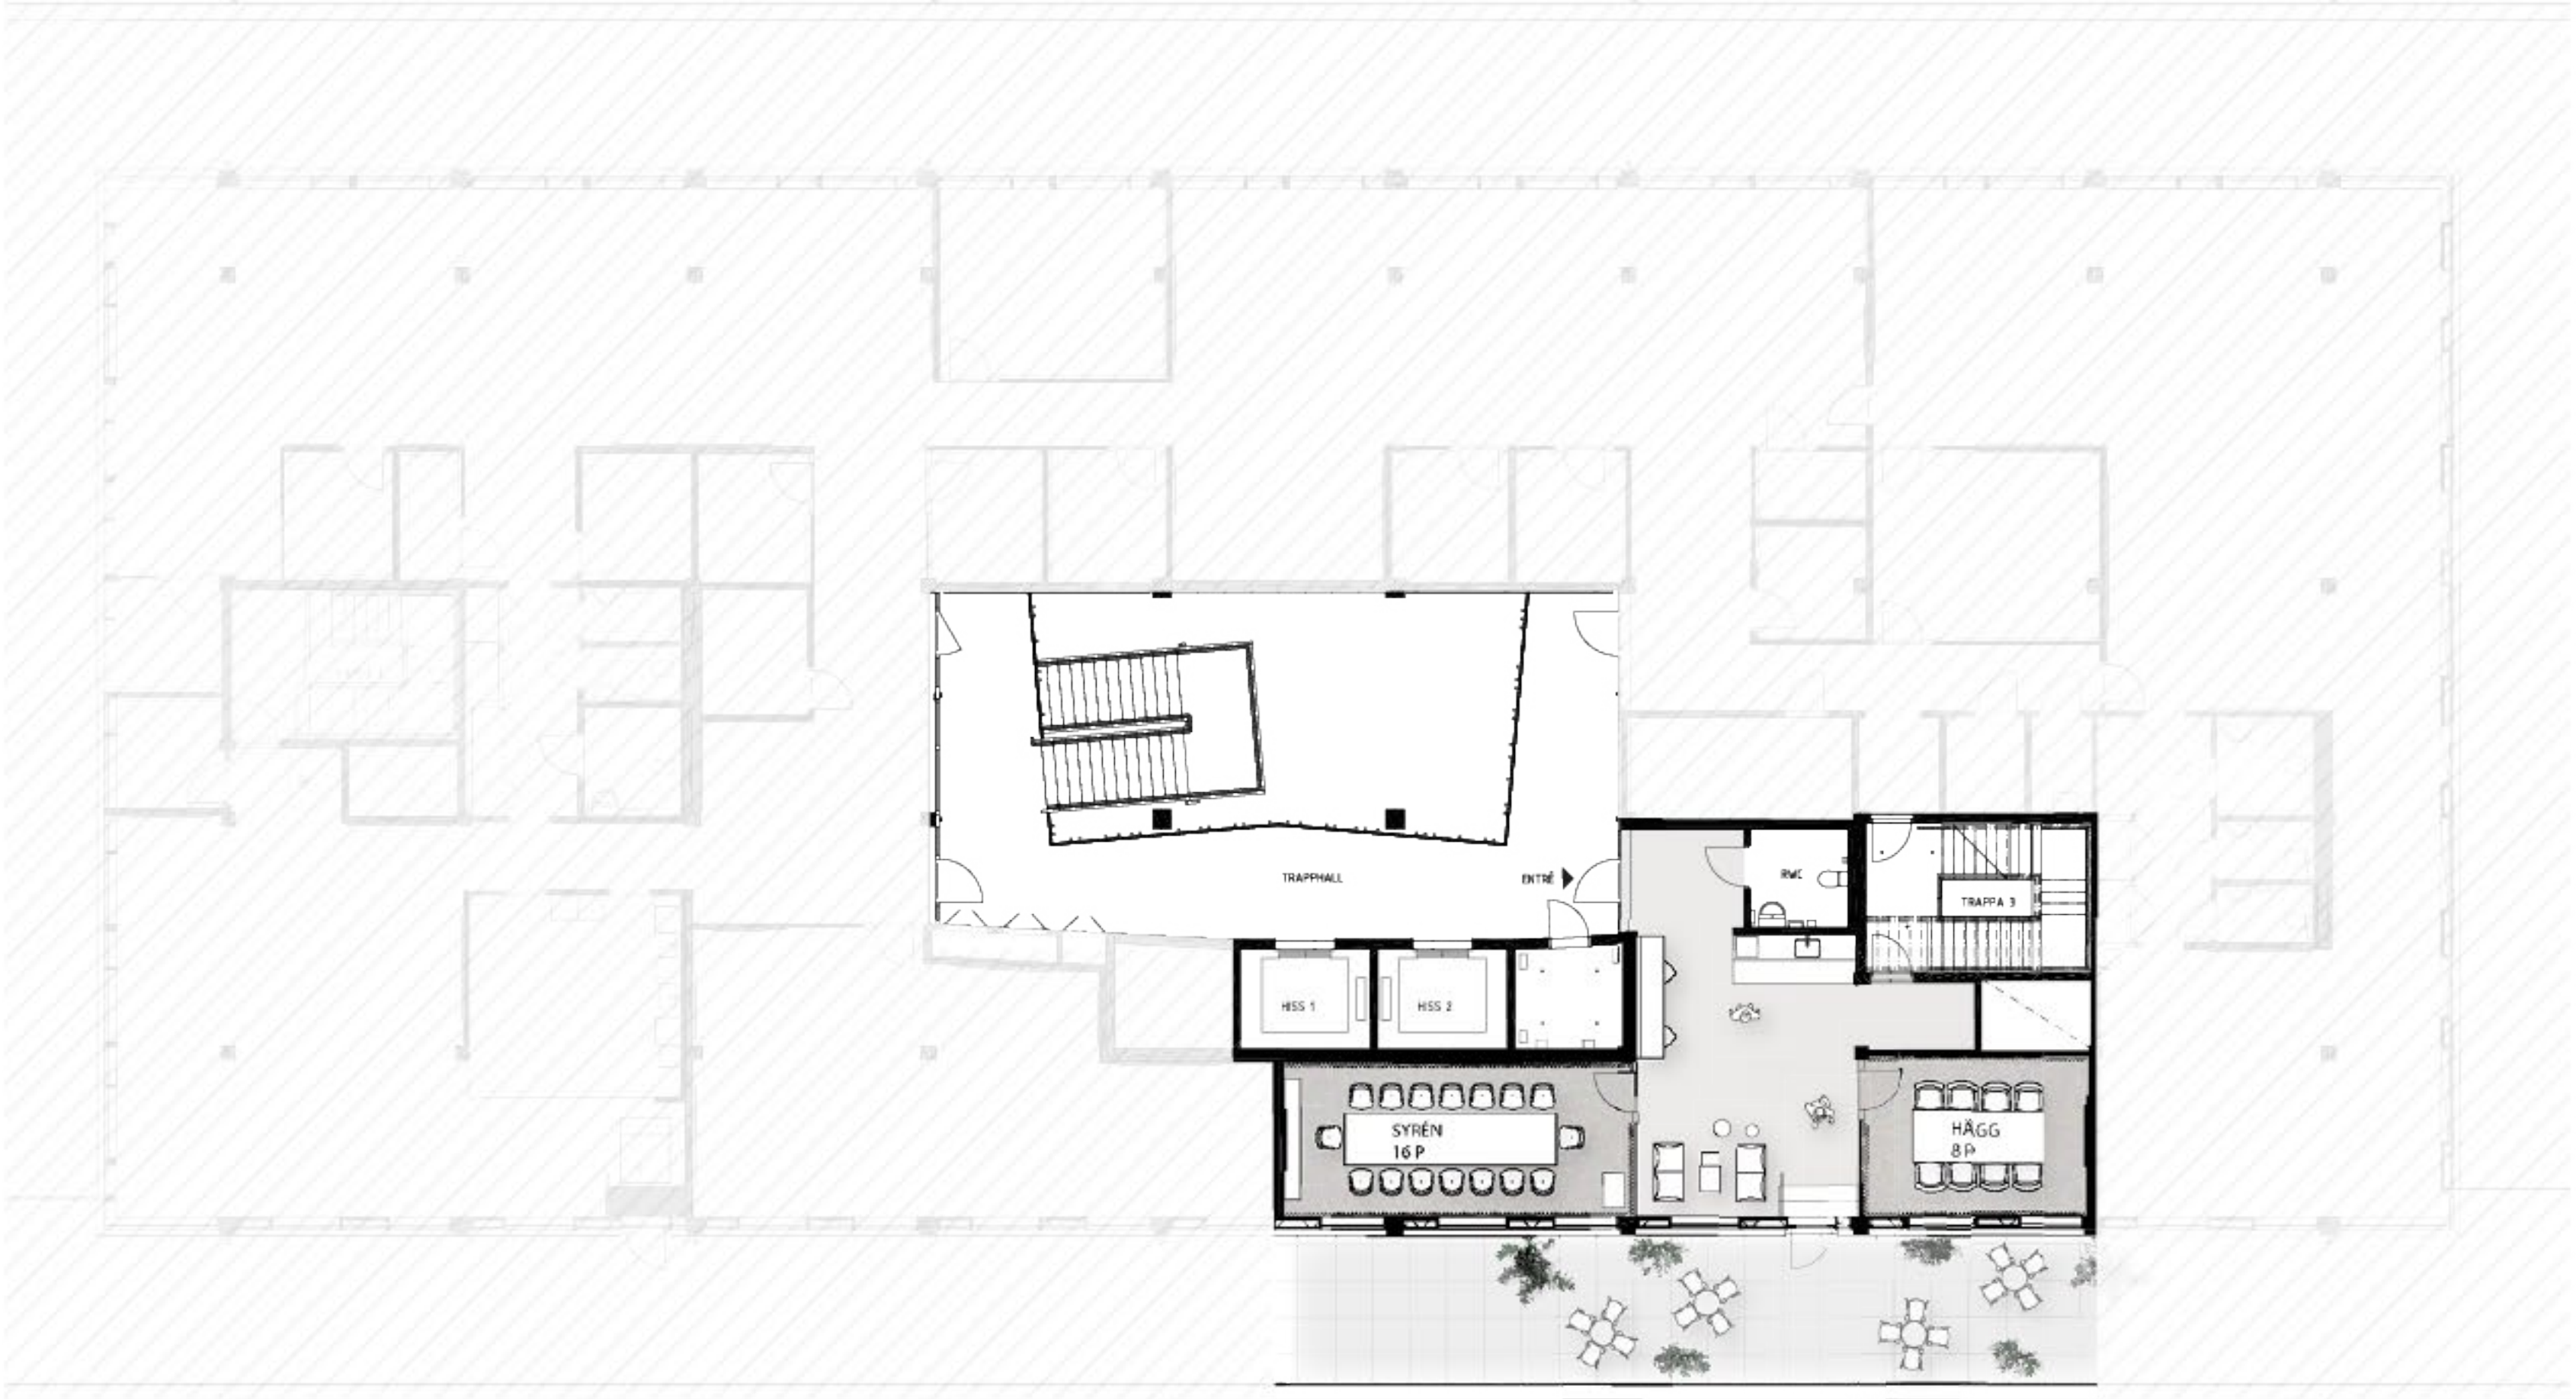 TRAPPHALL
ENTRÉ
RWC
TRAPPA 3
HISS 1
HISS 2
SYRÉN
16 P
HÄGG
8 P